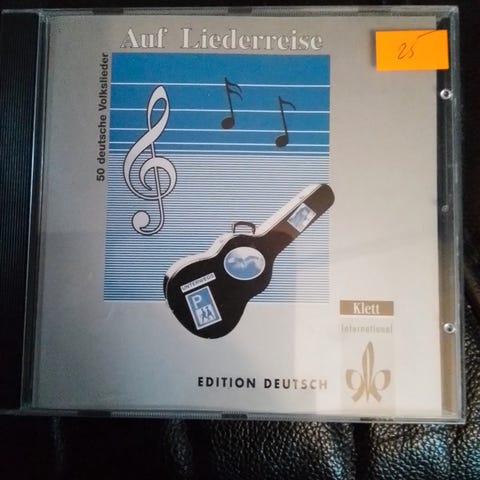 Auf Liederreise
25
50 deutsche Volkslieder
UNTERWEGS
P
Klett
International
EDITION DEUTSCH